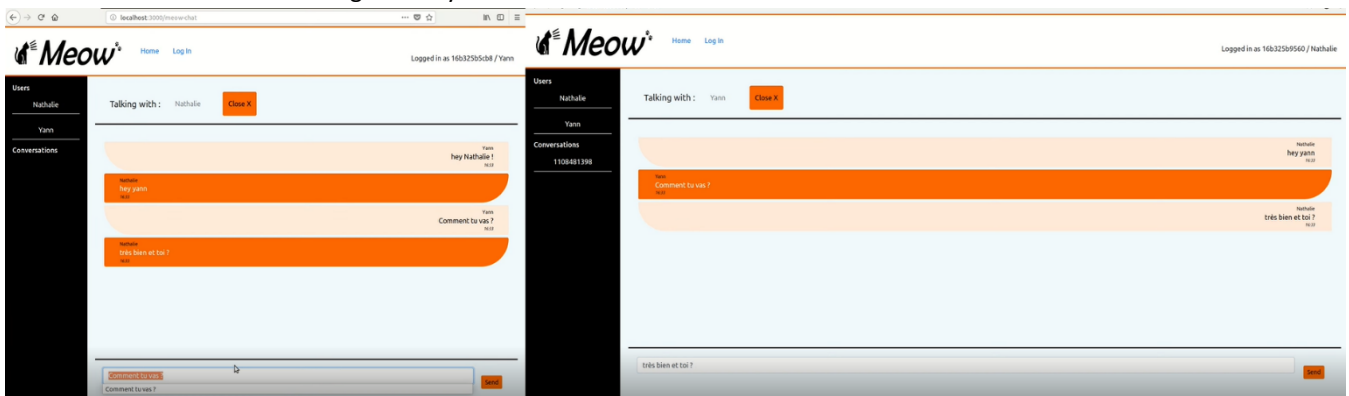 localhost:3000/meow-chat
Meow
Home Log In
Logged in as 16b325b5cb8 / Yann
Users
Nathalie
Yann
Conversations
Talking with : Nathalie Close X
Yann
hey Nathalie !
Nathalie
hey yann
Yann
Comment tu vas ?
Nathalie
très bien et toi ?
Comment tu vas ?
Comment tu vas ?
Send
Meow
Home Log In
Logged in as 16b325b9560 / Nathalie
Users
Nathalie
Yann
Conversations
1108481398
Talking with : Yann Close X
Nathalie
hey yann
Yann
Comment tu vas ?
Nathalie
très bien et toi ?
très bien et toi ?
Send